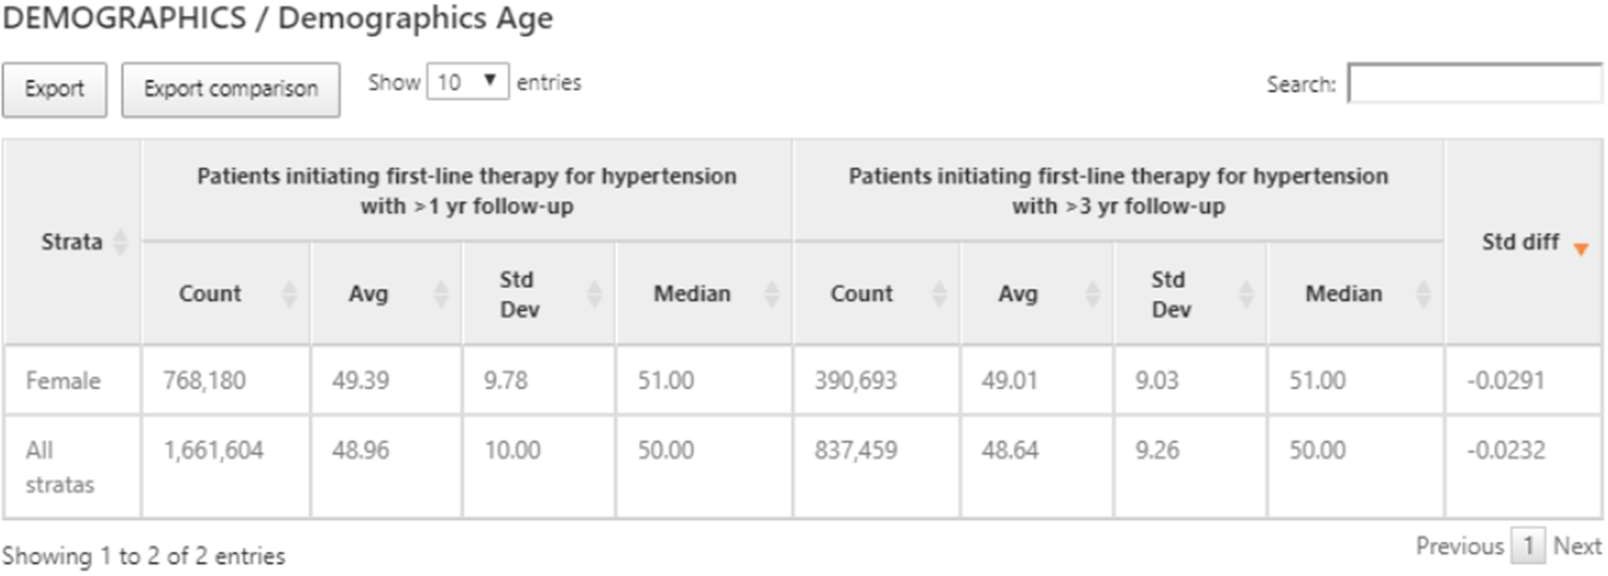 DEMOGRAPHICS / Demographics Age
Export Export comparison Show 10 entries Search:
Strata
Patients initiating first-line therapy for hypertension
with >1 yr follow-up
Patients initiating first-line therapy for hypertension
with >3 yr follow-up
Std diff
Count Avg Std
Dev Median Count Avg Std
Dev Median
Female 768,180 49.39 9.78 51.00 390,693 49.01 9.03 51.00 -0.0291
All
stratas 1,661,604 48.96 10.00 50.00 837,459 48.64 9.26 50.00 -0.0232
Showing 1 to 2 of 2 entries
Previous 1 Next